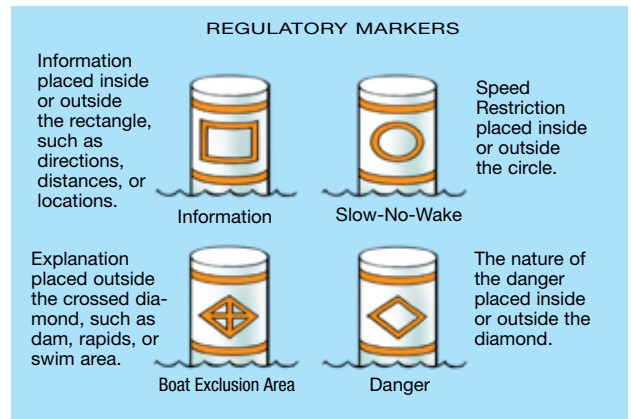 REGULATORY MARKERS
Information
placed inside
or outside
the rectangle,
such as
directions,
distances, or
locations.
Information
Speed
Restriction
placed inside
or outside
the circle.
Slow-No-Wake
Explanation
placed outside
the crossed dia-
mond, such as
dam, rapids, or
swim area.
Boat Exclusion Area
The nature of
the danger
placed inside
or outside the
diamond.
Danger